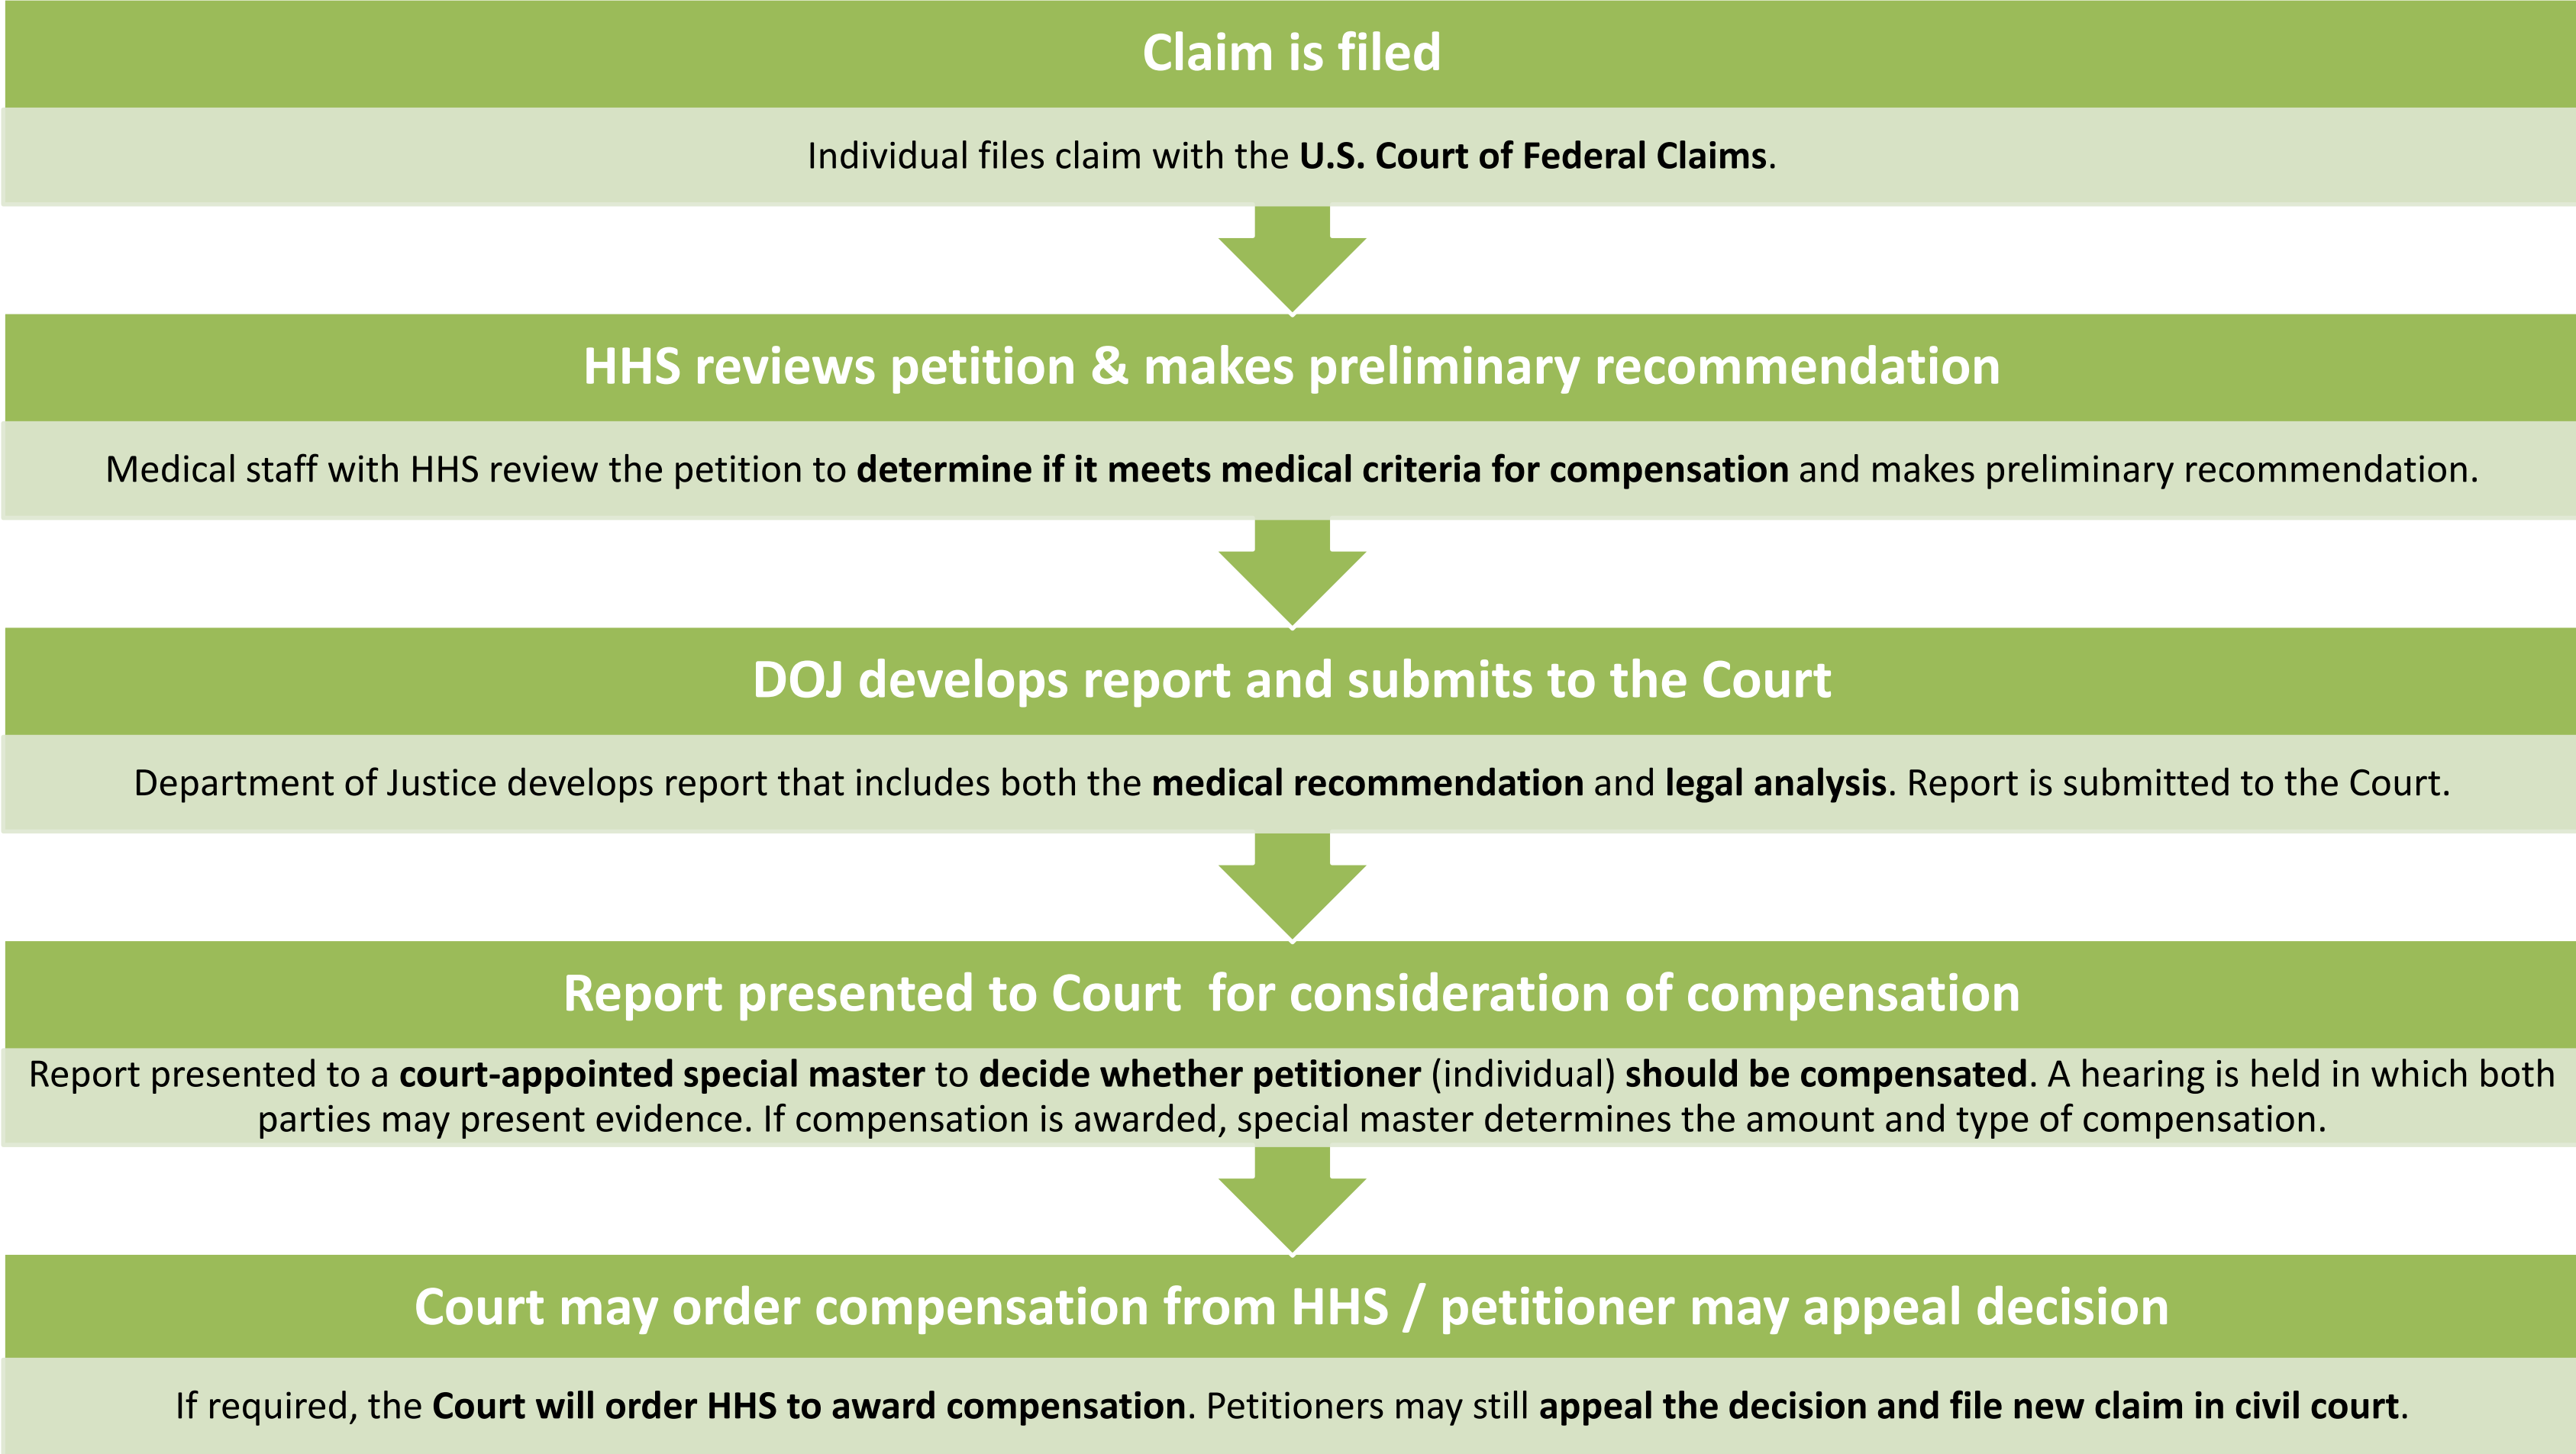 Claim is filed
Individual files claim with the U.S. Court of Federal Claims.
HHS reviews petition & makes preliminary recommendation
Medical staff with HHS review the petition to determine if it meets medical criteria for compensation and makes preliminary recommendation.
DOJ develops report and submits to the Court
Department of Justice develops report that includes both the medical recommendation and legal analysis. Report is submitted to the Court.
Report presented to Court  for consideration of compensation
Report presented to a court-appointed special master to decide whether petitioner (individual) should be compensated. A hearing is held in which both
parties may present evidence. If compensation is awarded, special master determines the amount and type of compensation.
Court may order compensation from HHS / petitioner may appeal decision
If required, the Court will order HHS to award compensation. Petitioners may still appeal the decision and file new claim in civil court.